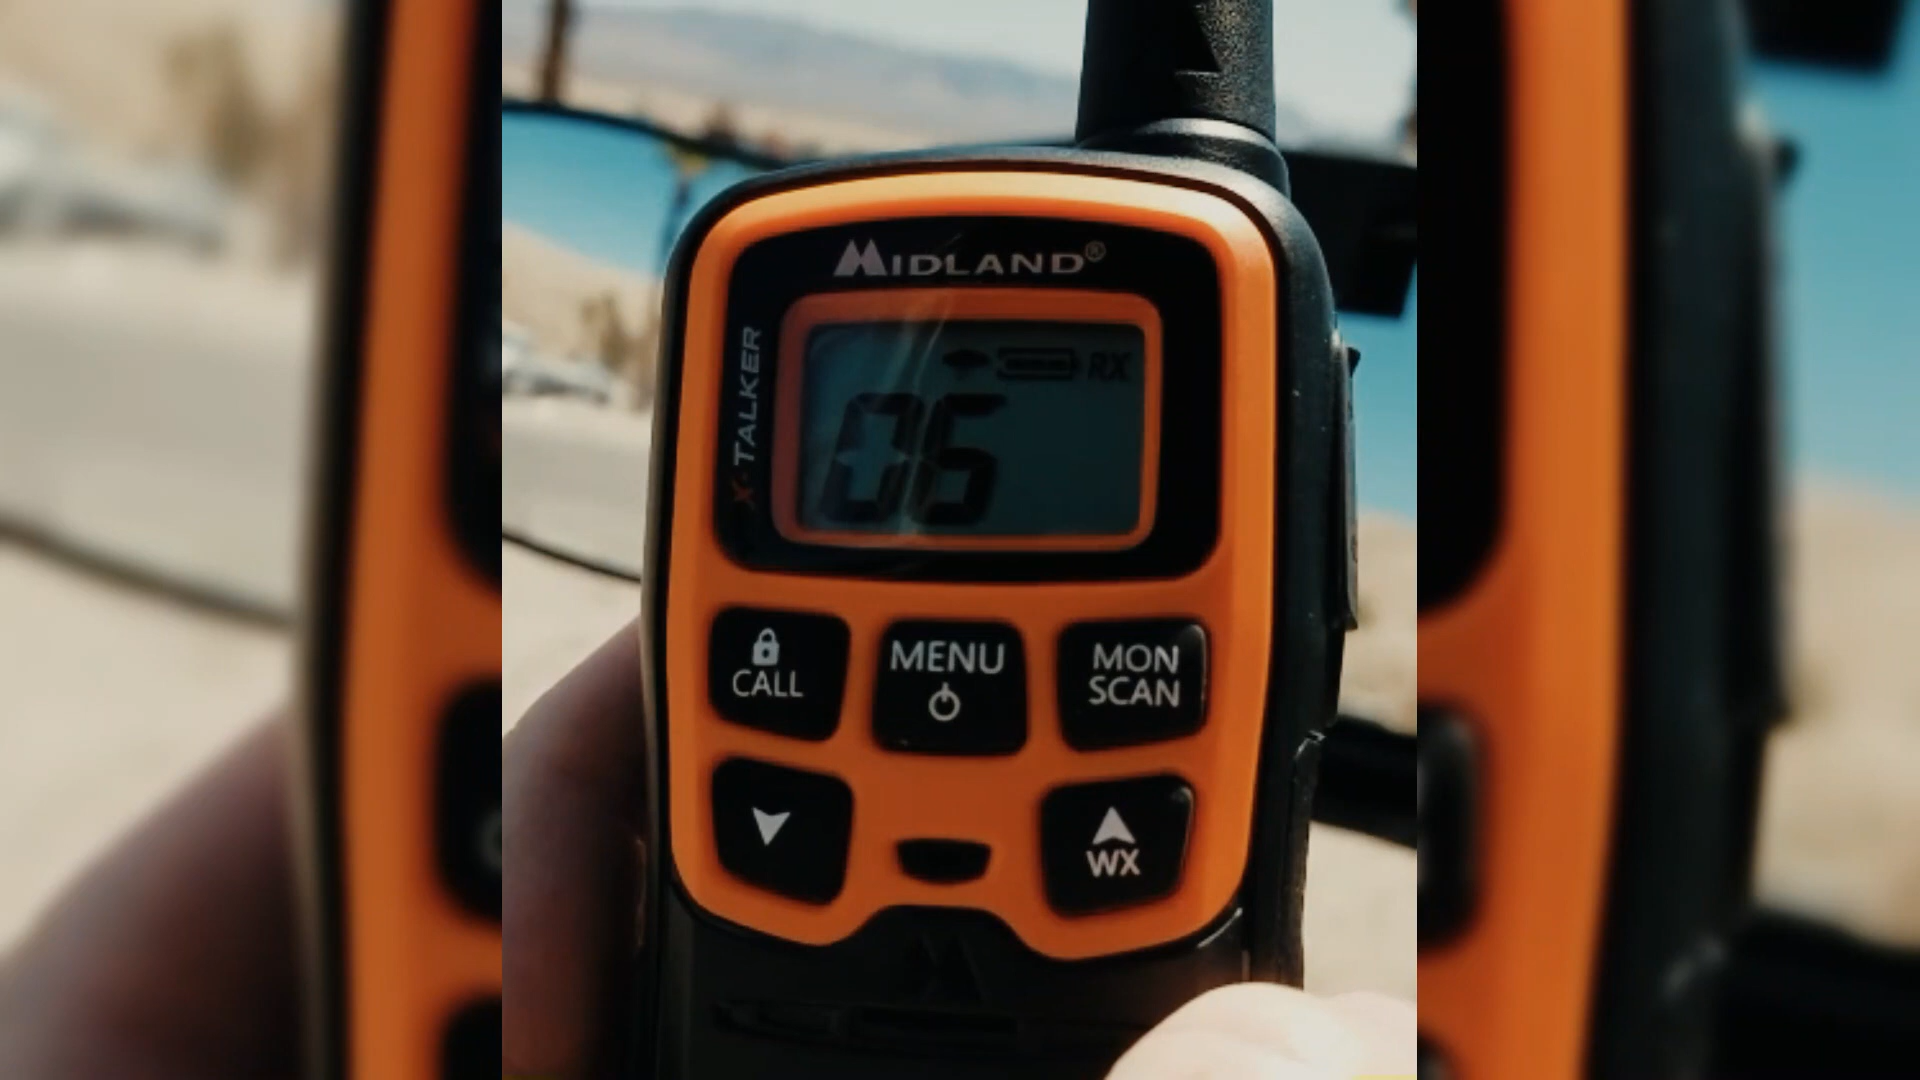 MIDLAND®
X-TALKER
RX
06
CALL
MENU
MON
SCAN
WX